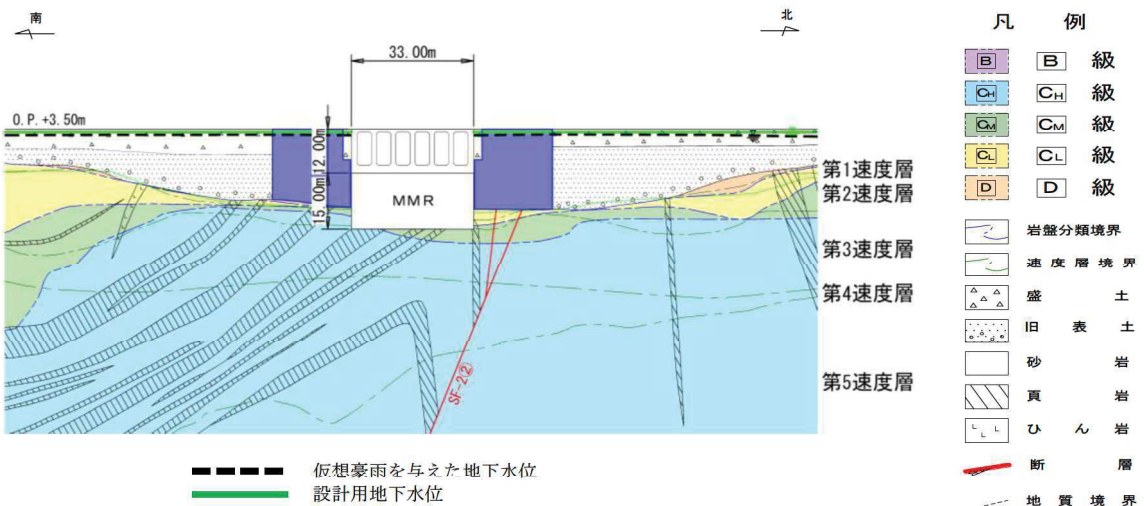 南
北
33.00m
O.P.+3.50m
12.00m
15.00m
MMR
SF-2②
第1速度層
第2速度層
第3速度層
第4速度層
第5速度層
仮想豪雨を与えた地下水位
設計用地下水位
凡 例
B B 級
CH CH 級
CM CM 級
CL CL 級
D D 級
岩盤分類境界
速度層境界
盛 土
旧 表 土
砂 岩
頁 岩
ひ ん 岩
断 層
地 質 境 界